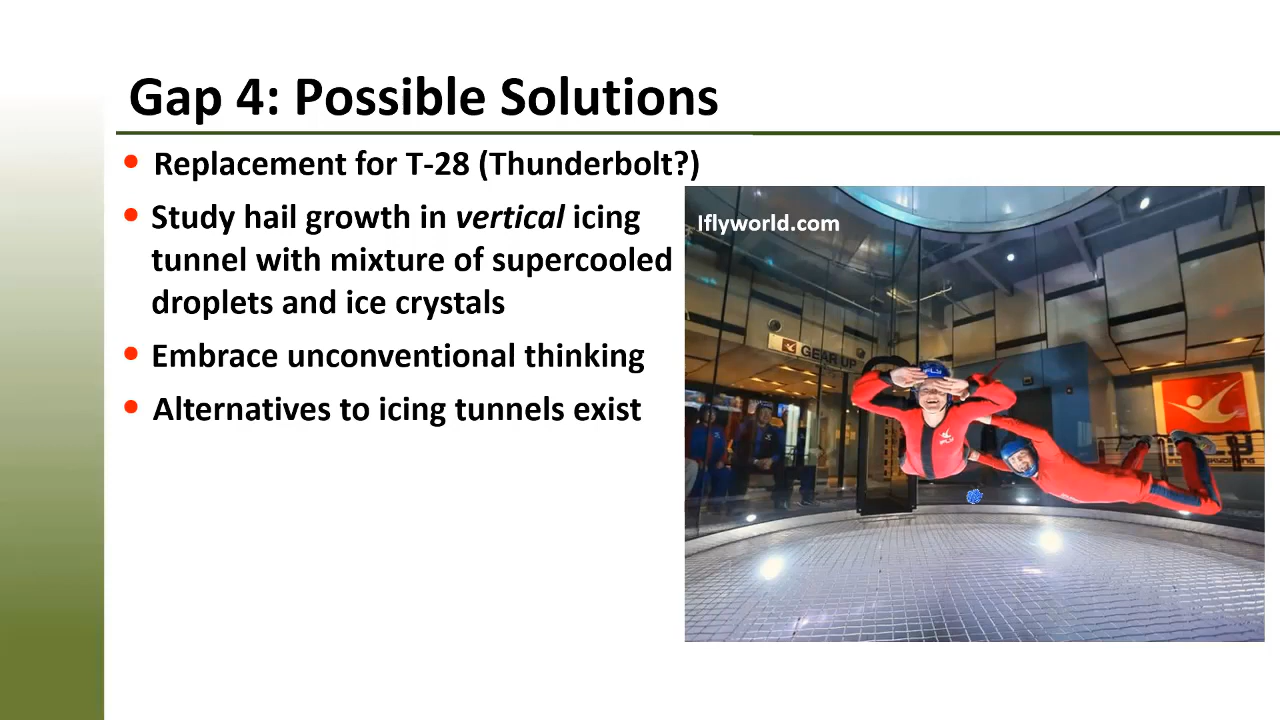 Gap 4: Possible Solutions
• Replacement for T-28 (Thunderbolt?)
• Study hail growth in vertical icing
tunnel with mixture of supercooled
droplets and ice crystals
• Embrace unconventional thinking
• Alternatives to icing tunnels exist
Iflyworld.com
GEAR UP